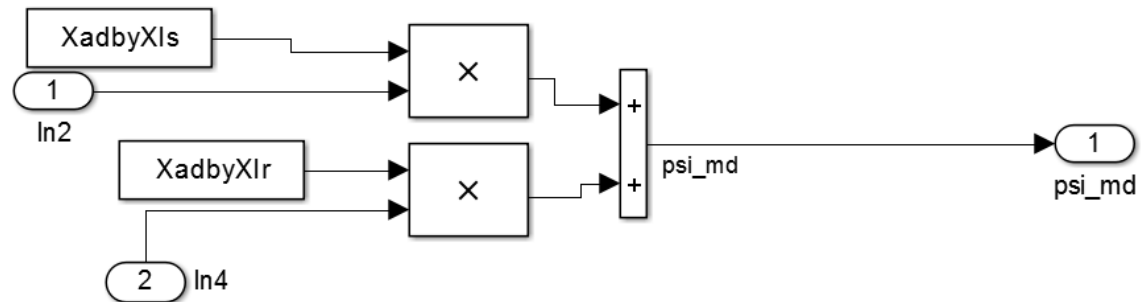 XadbyXls
1
In2
×
+
XadbyXlr
×
+
psi_md
1
psi_md
2
In4